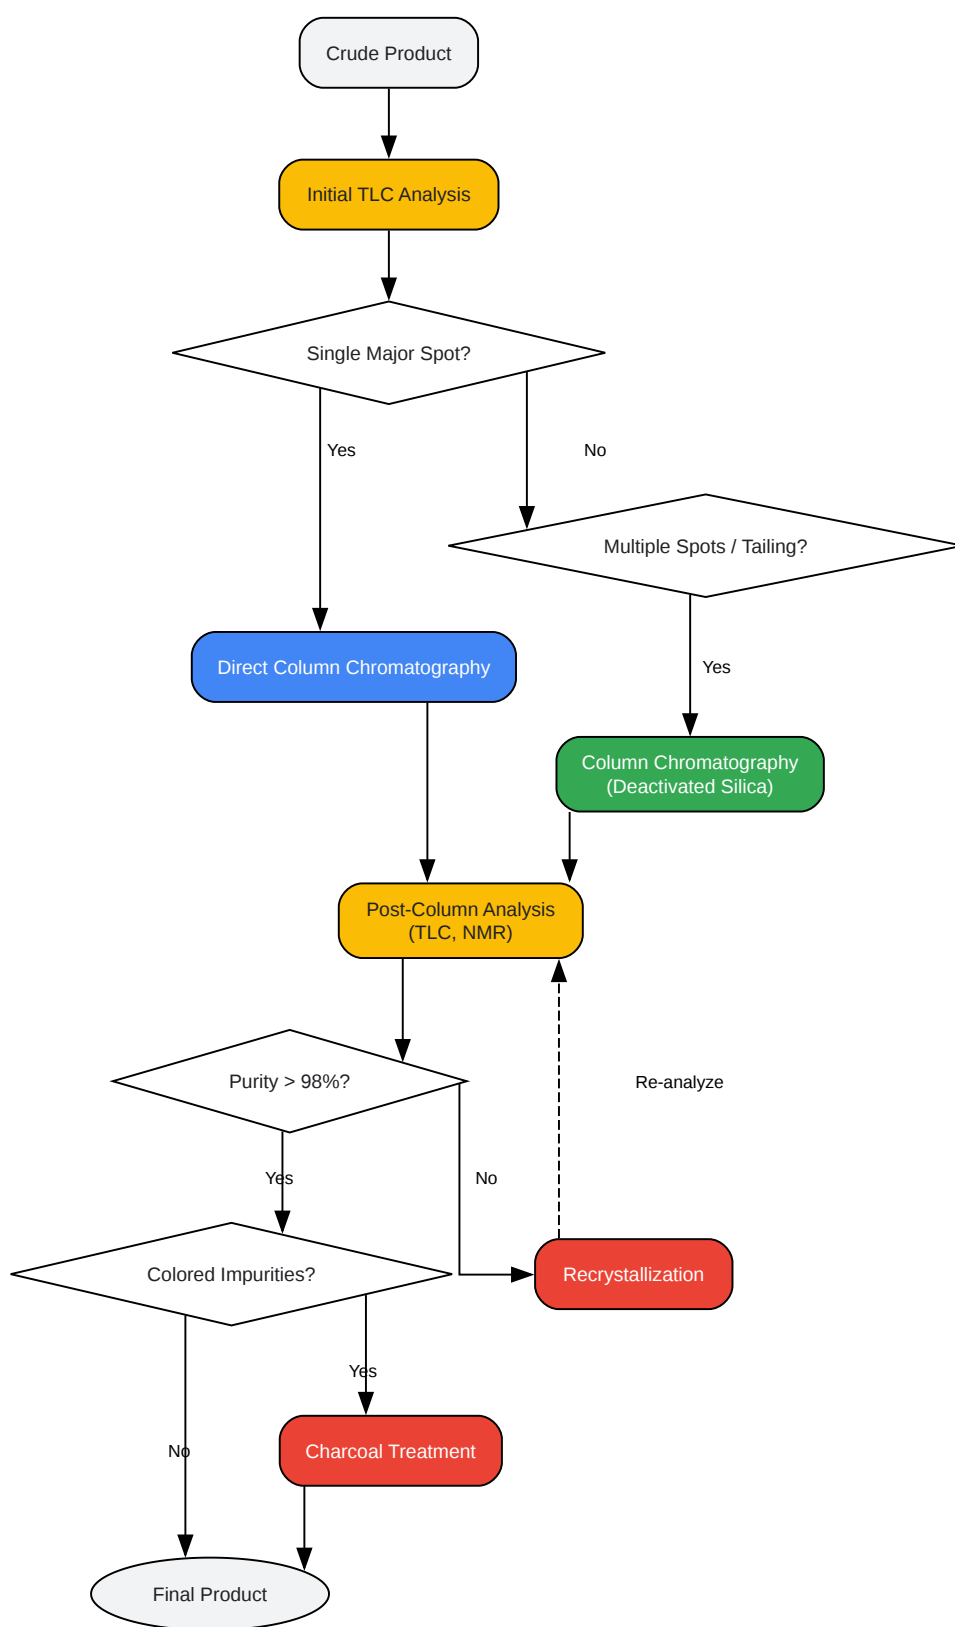 Crude Product
Initial TLC Analysis
Single Major Spot?
Yes
No
Multiple Spots / Tailing?
Direct Column Chromatography
Yes
Column Chromatography
(Deactivated Silica)
Post-Column Analysis
(TLC, NMR)
Purity > 98%?
Re-analyze
Yes
No
Colored Impurities?
Recrystallization
Yes
No
Charcoal Treatment
Final Product